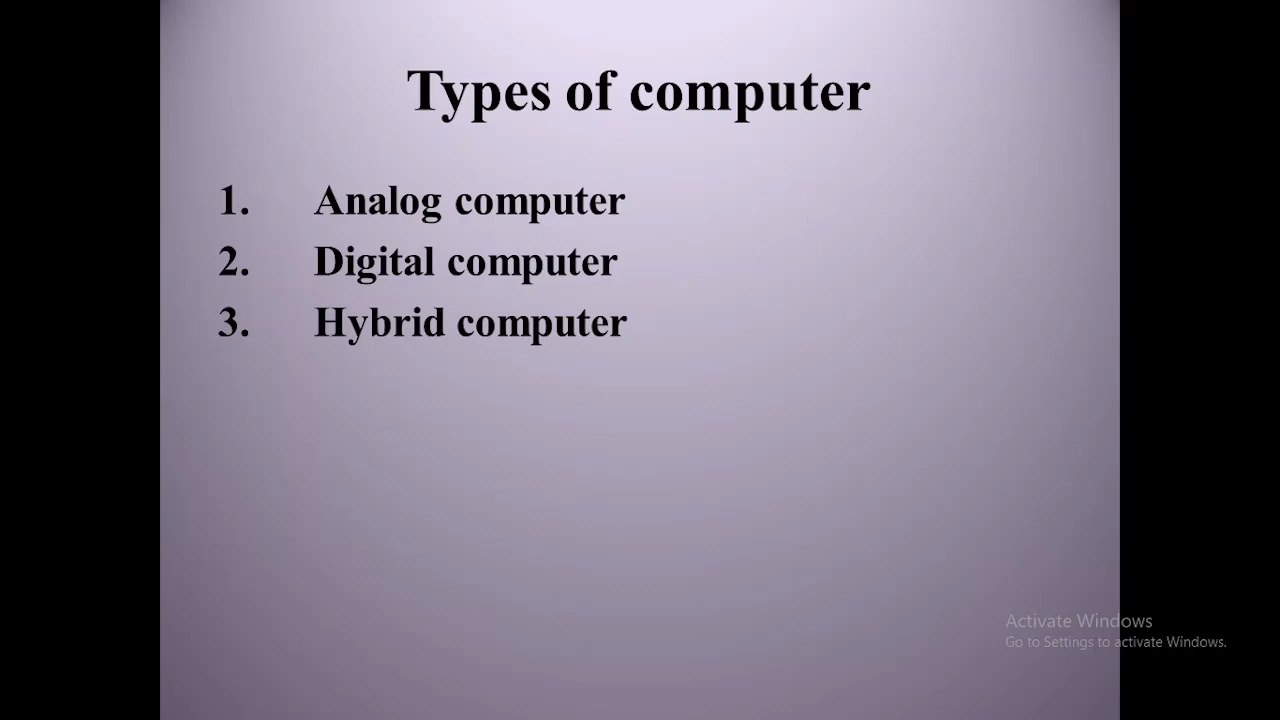 Types of computer
1. Analog computer
2. Digital computer
3. Hybrid computer
Activate Windows
Go to Settings to activate Windows.